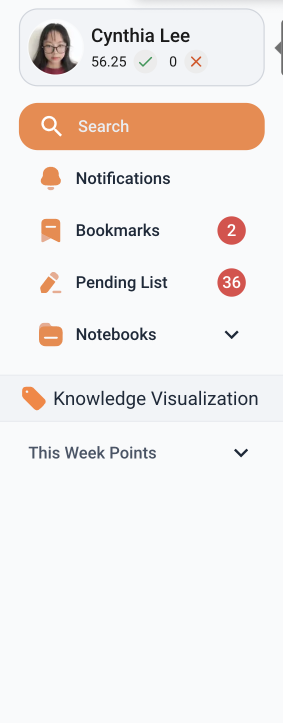 Cynthia Lee
56.25 0
Search
Notifications
Bookmarks 2
Pending List 36
Notebooks
Knowledge Visualization
This Week Points